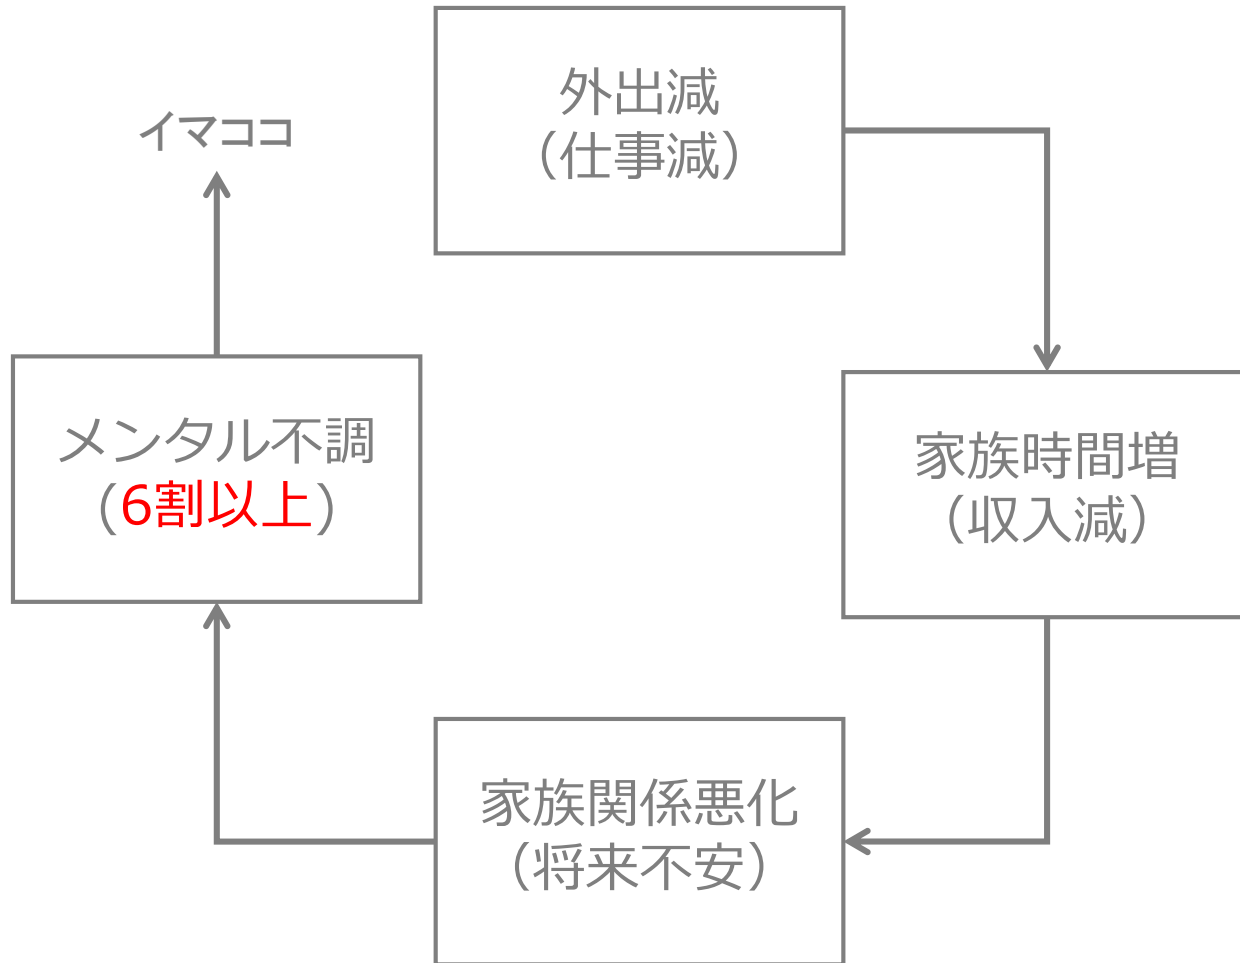 外出減
（仕事減）
イマココ
家族時間増
（収入減）
メンタル不調
（6割以上）
家族関係悪化
（将来不安）